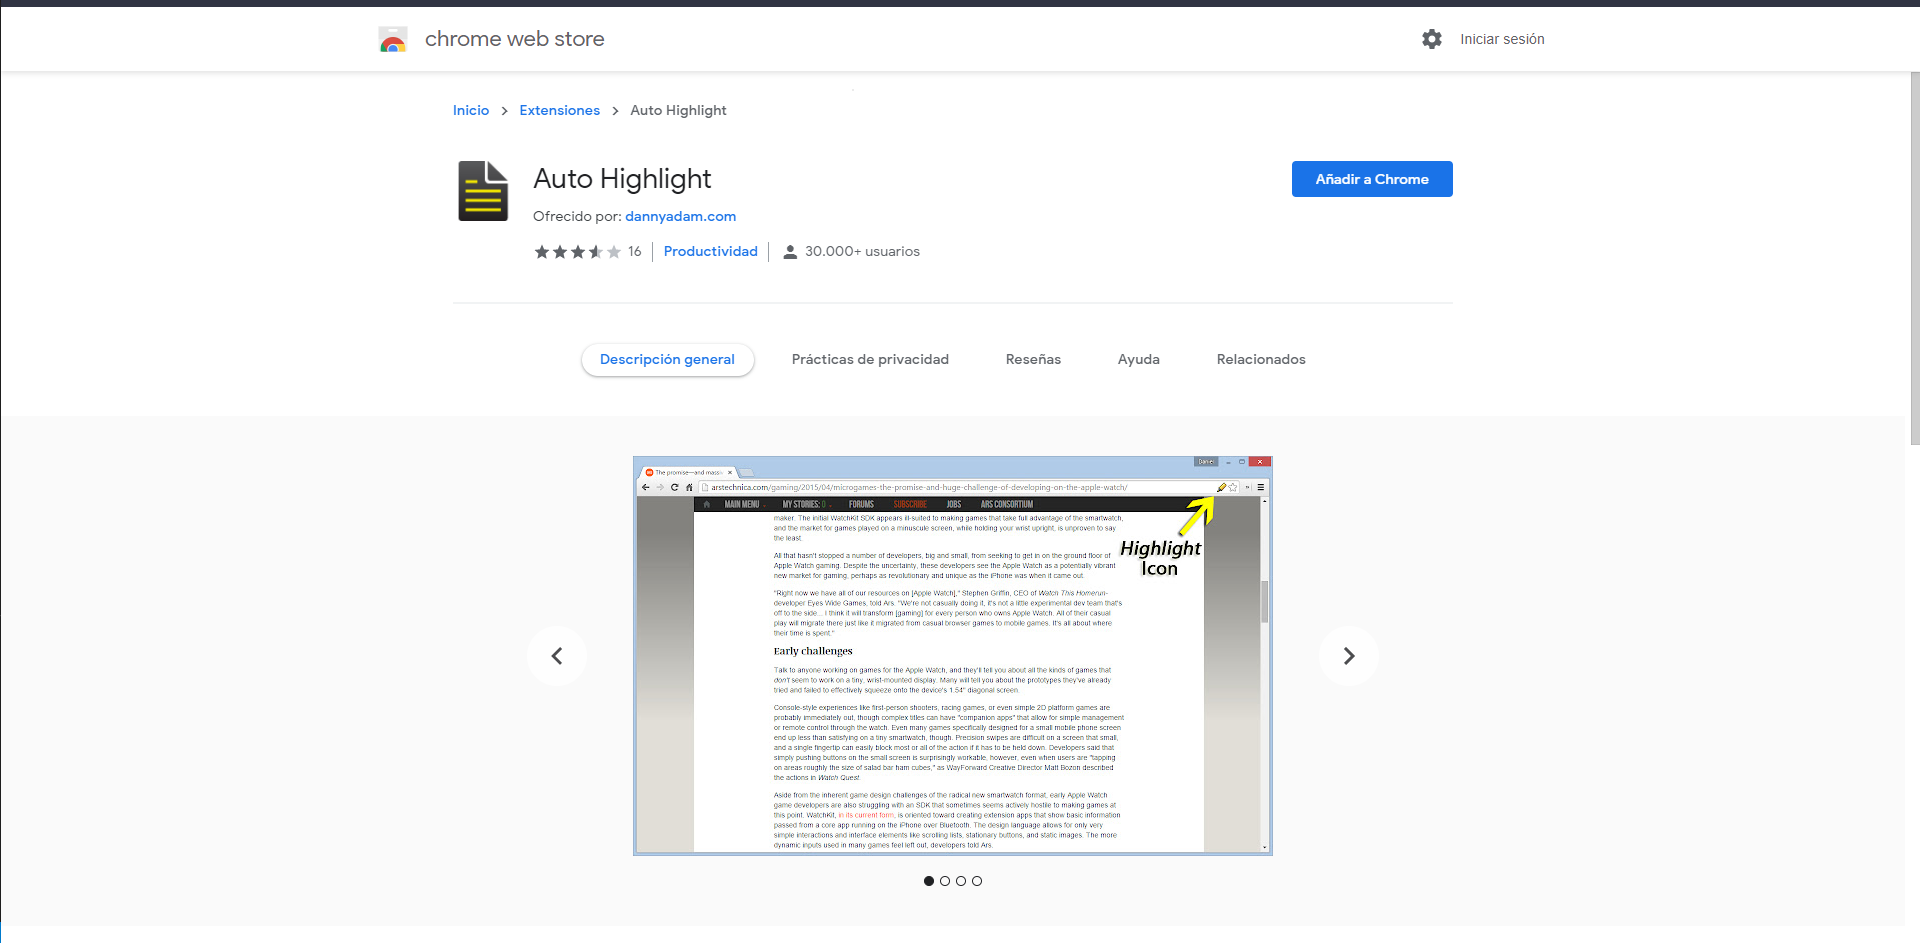 chrome web store
Iniciar sesión
Inicio > Extensiones > Auto Highlight
Auto Highlight
Añadir a Chrome
Ofrecido por: dannyadam.com
16 Productividad 30.000+ usuarios
Descripción general
Prácticas de privacidad
Reseñas
Ayuda
Relacionados
Daniel
The promise—and massi
arstechnica.com/gaming/2015/04/microgames-the-promise-and-huge-challenge-of-developing-on-the-apple-watch/
MAIN MENU MY STORIES: 0 FORUMS SUBSCRIBE JOBS ARS CONSORTIUM
maker. The initial WatchKit SDK appears ill-suited to making games that take full advantage of the smartwatch,
and the market for games played on a minuscule screen, while holding your wrist upright, is unproven to say
the least.
Highlight
Icon
All that hasn't stopped a number of developers, big and small, from seeking to get in on the ground floor of
Apple Watch gaming. Despite the uncertainty, these developers see the Apple Watch as a potentially vibrant
new market for gaming, perhaps as revolutionary and unique as the iPhone was when it came out.
"Right now we have all of our resources on [Apple Watch]," Stephen Griffin, CEO of Watch This Homerun-
developer Eyes Wide Games, told Ars. "We're not casually doing it, it's not a little experimental dev team that's
off to the side... I think it will transform [gaming] for every person who owns Apple Watch. All of their casual
play will migrate there just like it migrated from casual browser games to mobile games. It's all about where
their time is spent."
Early challenges
Talk to anyone working on games for the Apple Watch, and they'll tell you about all the kinds of games that
don't seem to work on a tiny, wrist-mounted display. Many will tell you about the prototypes they've already
tried and failed to effectively squeeze onto the device's 1.54" diagonal screen.
Console-style experiences like first-person shooters, racing games, or even simple 2D platform games are
probably immediately out, though complex titles can have "companion apps" that allow for simple management
or remote control through the watch. Even many games specifically designed for a small mobile phone screen
end up less than satisfying on a tiny smartwatch, though. Precision swipes are difficult on a screen that small,
and a single fingertip can easily block most or all of the action if it has to be held down. Developers said that
simply pushing buttons on the small screen is surprisingly workable, however, even when users are "tapping
on areas roughly the size of salad bar ham cubes," as WayForward Creative Director Matt Bozon described
the actions in Watch Quest.
Aside from the inherent game design challenges of the radical new smartwatch format, early Apple Watch
game developers are also struggling with an SDK that sometimes seems actively hostile to making games at
this point. WatchKit, in its current form, is oriented toward creating extension apps that show basic information
passed from a core app running on the iPhone over Bluetooth. The design language allows for only very
simple interactions and interface elements like scrolling lists, stationary buttons, and static images. The more
dynamic inputs used in many games feel left out, developers told Ars.